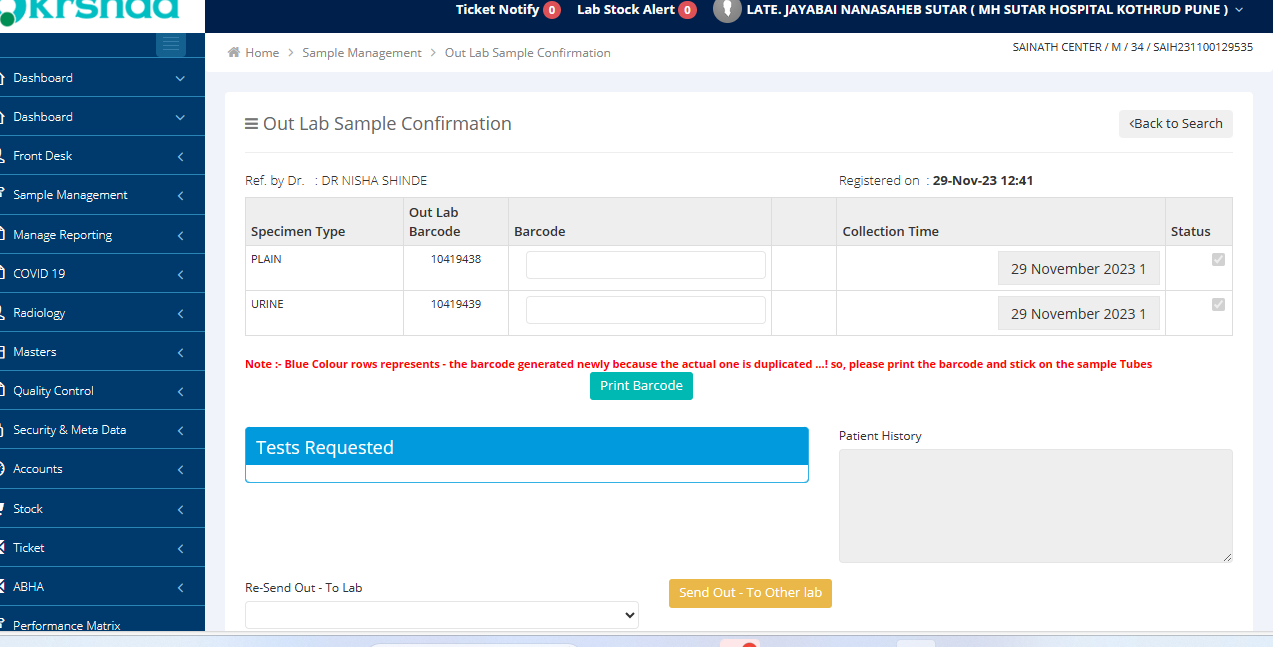 krsnaa
Ticket Notify 0 Lab Stock Alert 0 LATE. JAYABAI NANASAHEB SUTAR ( MH SUTAR HOSPITAL KOTHRUD PUNE )
Home > Sample Management > Out Lab Sample Confirmation
SAINATH CENTER / M / 34 / SAIH231100129535
Dashboard
Dashboard
Front Desk
Sample Management
Manage Reporting
COVID 19
Radiology
Masters
Quality Control
Security & Meta Data
Accounts
Stock
Ticket
ABHA
Performance Matrix
Out Lab Sample Confirmation
‹Back to Search
Ref. by Dr. : DR NISHA SHINDE
Registered on : 29-Nov-23 12:41
Specimen Type Out Lab Barcode Barcode Collection Time Status
PLAIN 10419438 29 November 2023 1
URINE 10419439 29 November 2023 1
Note :- Blue Colour rows represents - the barcode generated newly because the actual one is duplicated ...! so, please print the barcode and stick on the sample Tubes
Print Barcode
Tests Requested
Patient History
Re-Send Out - To Lab
Send Out - To Other lab